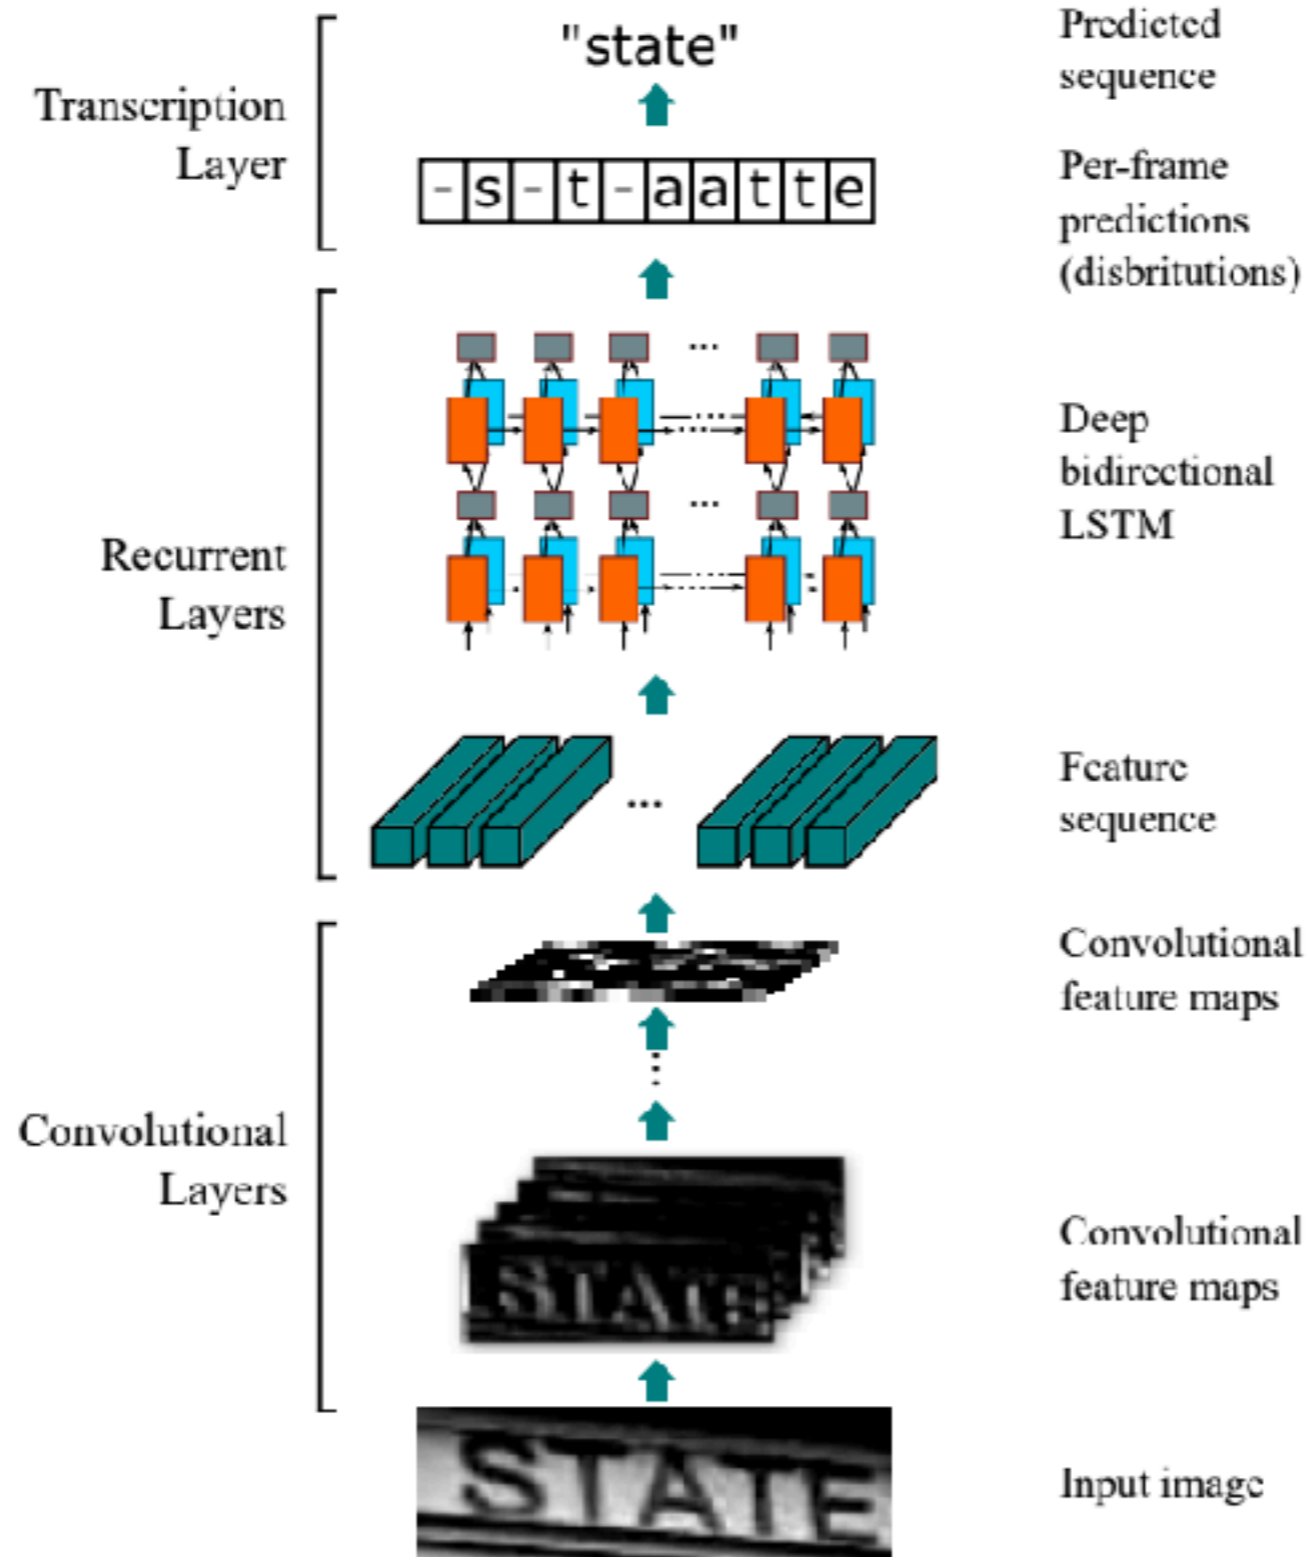 "state"
Predicted
sequence
Transcription
Layer
-s-t-aatte
Per-frame
predictions
(disbritutions)
...
Deep
bidirectional
LSTM
...
Recurrent
Layers
...
Feature
sequence
Convolutional
feature maps
Convolutional
Layers
STATE
Convolutional
feature maps
STATE
Input image